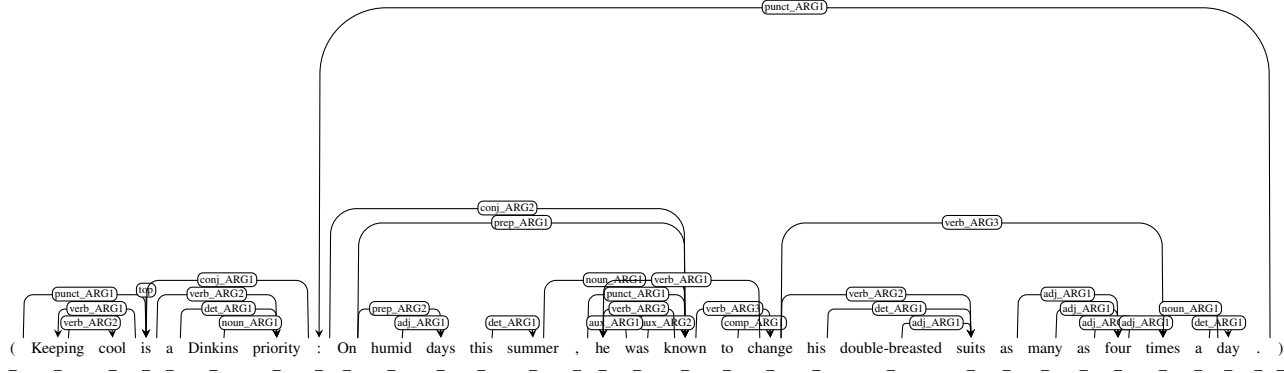 punct_ARG1
conj_ARG2
prep_ARG1 verb_ARG3
conj_ARG1 noun_ARG1 verb_ARG1
punct_ARG1 top verb_ARG2 punct_ARG1 verb_ARG2 adj_ARG1
verb_ARG1 det_ARG1 prep_ARG2 verb_ARG2 verb_ARG3 det_ARG1 adj_ARG1 noun_ARG1
verb_ARG2 noun_ARG1 adj_ARG1 det_ARG1 aux_ARG1 aux_ARG2 comp_ARG1 adj_ARG1 adj_ARG1 det_ARG1
( Keeping cool is a Dinkins priority : On humid days this summer , he was known to change his double-breasted suits as many as four times a day . )
_ _ _ _ _ _ _ _ _ _ _ _ _ _ _ _ _ _ _ _ _ _ _ _ _ _ _ _ _ _ _